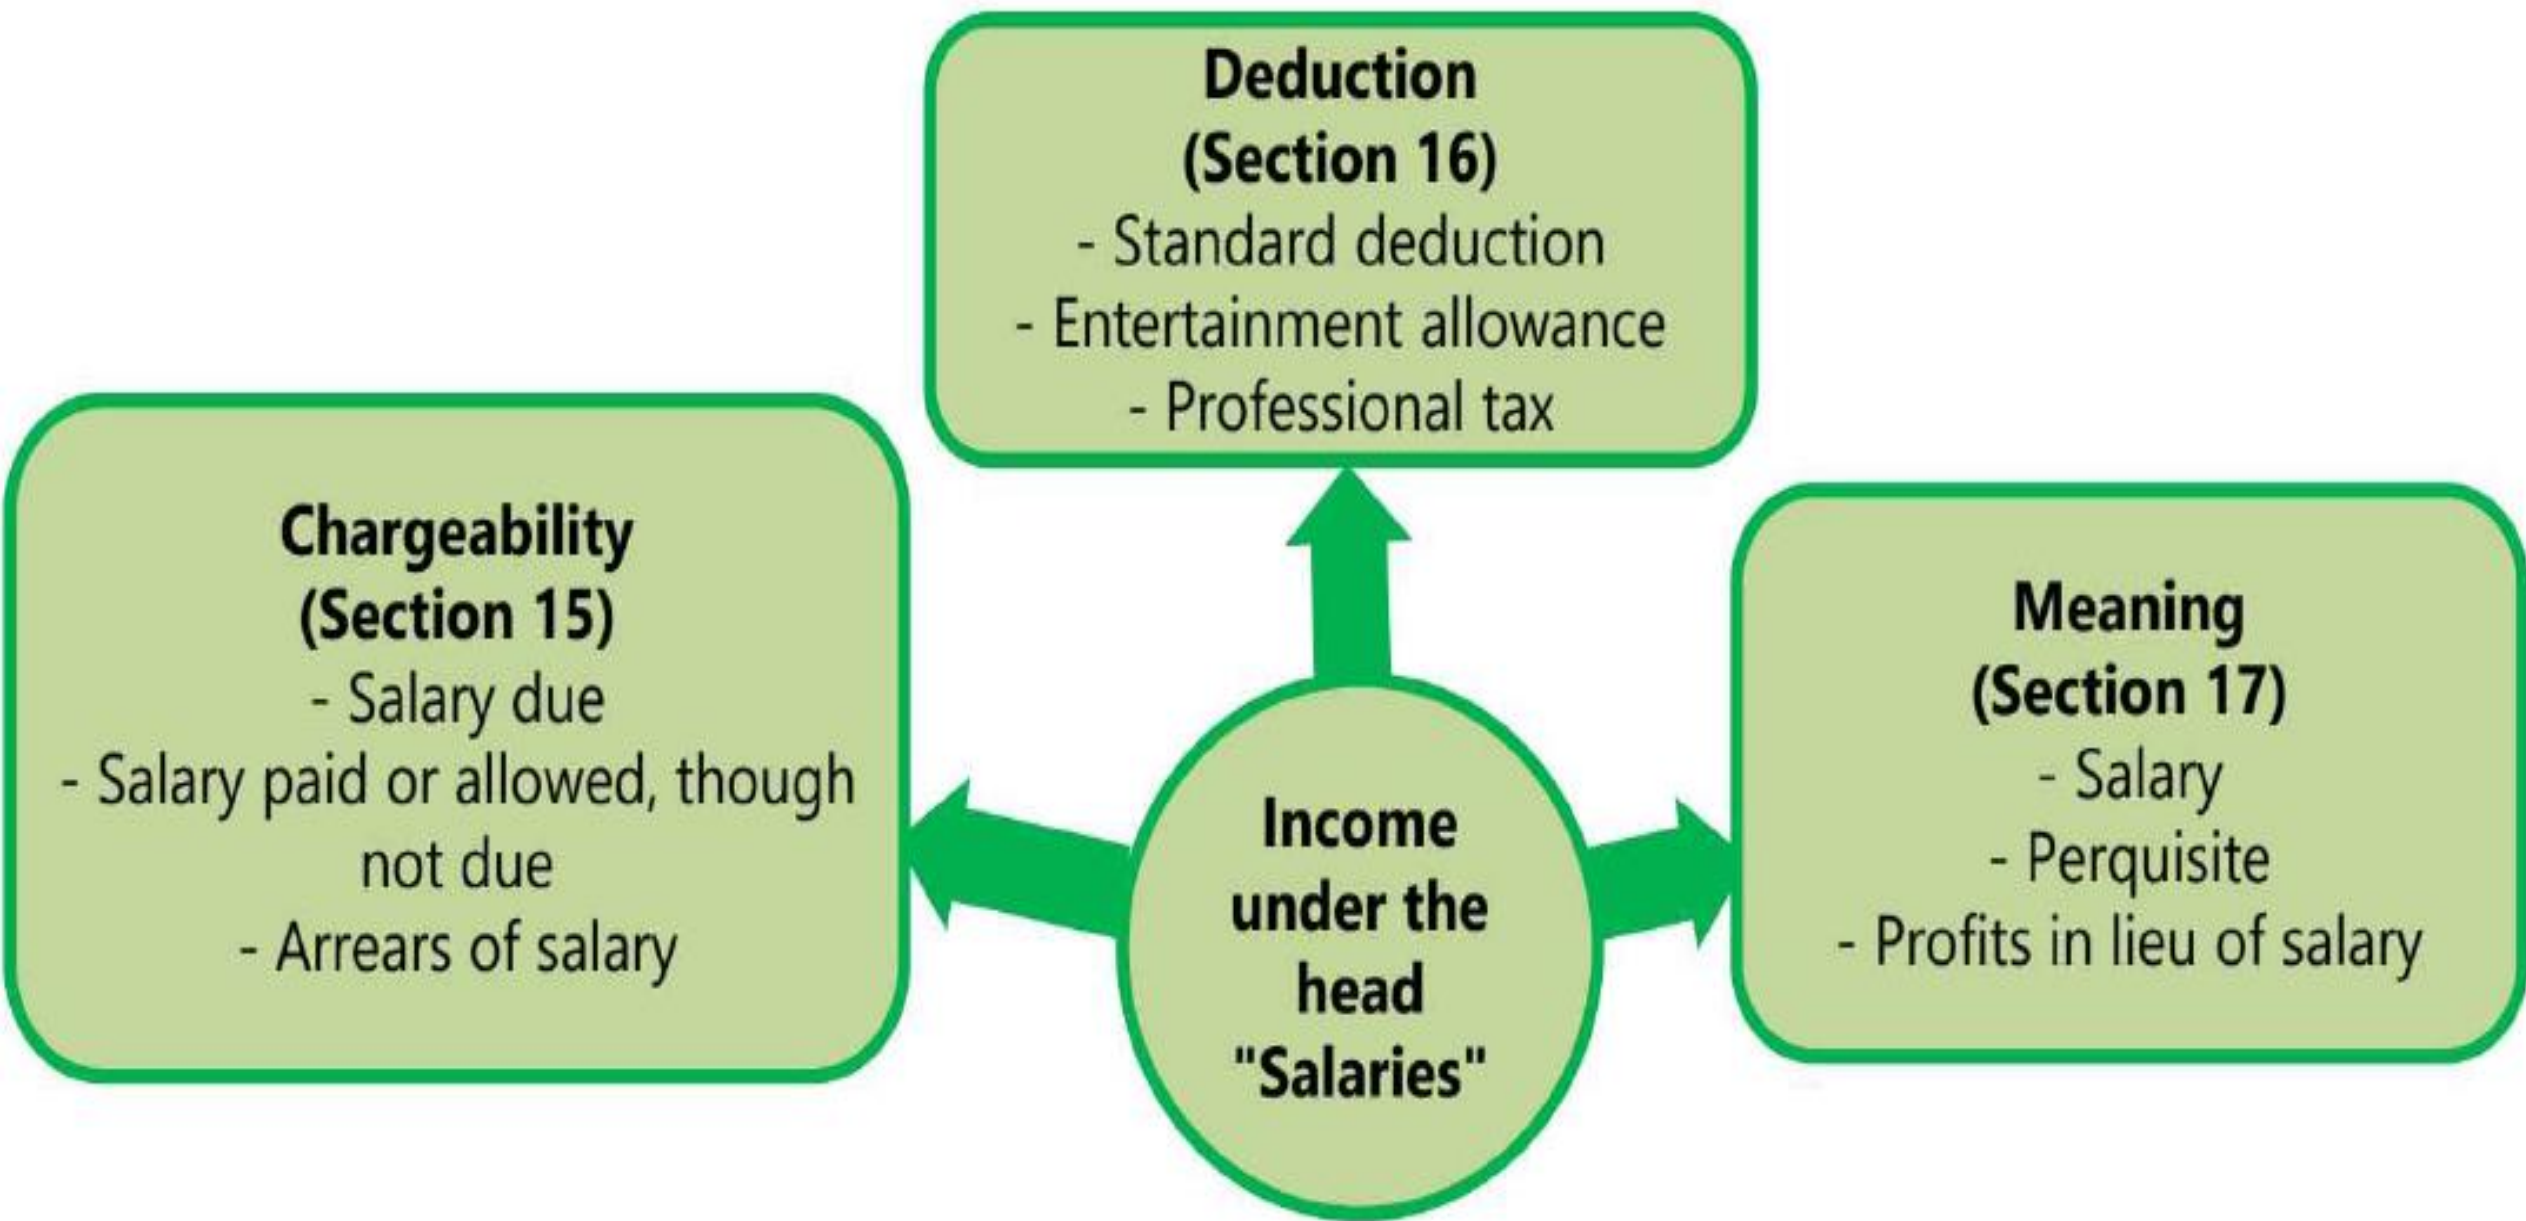 Deduction
(Section 16)
- Standard deduction
- Entertainment allowance
- Professional tax
Chargeability
(Section 15)
- Salary due
- Salary paid or allowed, though
not due
- Arrears of salary
Meaning
(Section 17)
- Salary
- Perquisite
- Profits in lieu of salary
Income
under the
head
"Salaries"